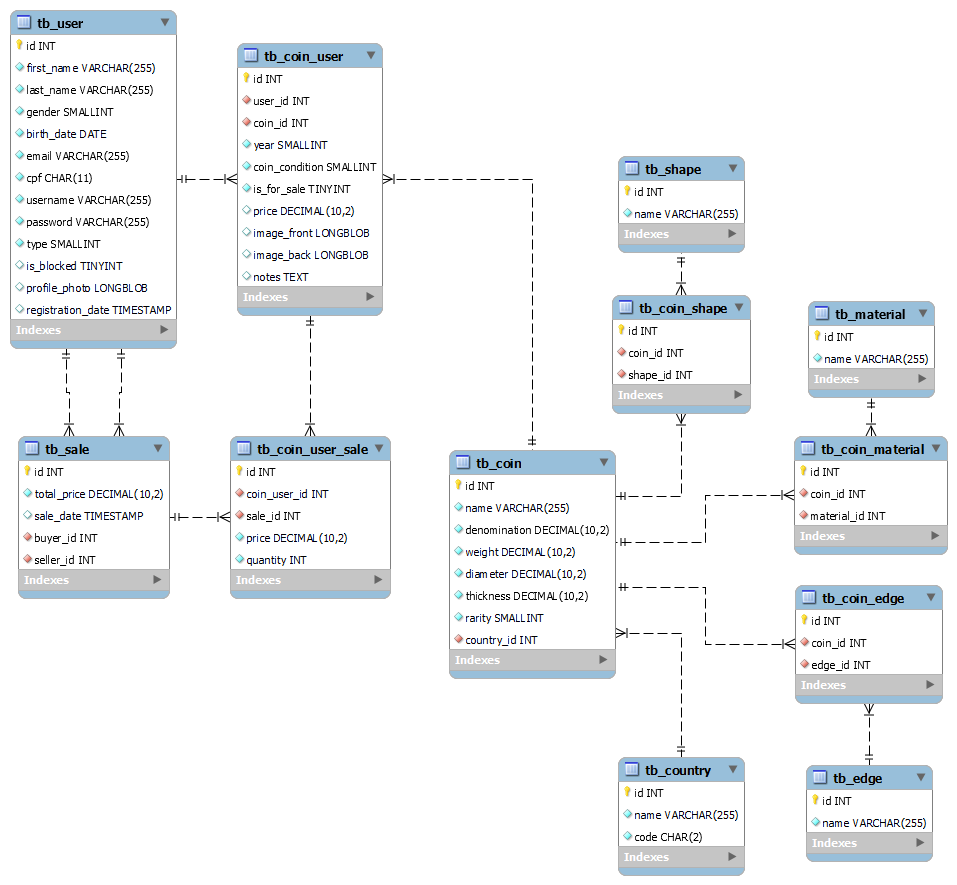 tb_user
id INT
first_name VARCHAR(255)
last_name VARCHAR(255)
gender SMALLINT
birth_date DATE
email VARCHAR(255)
cpf CHAR(11)
username VARCHAR(255)
password VARCHAR(255)
type SMALLINT
is_blocked TINYINT
profile_photo LONGBLOB
registration_date TIMESTAMP
Indexes
tb_coin_user
id INT
user_id INT
coin_id INT
year SMALLINT
coin_condition SMALLINT
is_for_sale TINYINT
price DECIMAL(10,2)
image_front LONGBLOB
image_back LONGBLOB
notes TEXT
Indexes
tb_shape
id INT
name VARCHAR(255)
Indexes
tb_coin_shape
id INT
coin_id INT
shape_id INT
Indexes
tb_material
id INT
name VARCHAR(255)
Indexes
tb_sale
id INT
total_price DECIMAL(10,2)
sale_date TIMESTAMP
buyer_id INT
seller_id INT
Indexes
tb_coin_user_sale
id INT
coin_user_id INT
sale_id INT
price DECIMAL(10,2)
quantity INT
Indexes
tb_coin
id INT
name VARCHAR(255)
denomination DECIMAL(10,2)
weight DECIMAL(10,2)
diameter DECIMAL(10,2)
thickness DECIMAL(10,2)
rarity SMALLINT
country_id INT
Indexes
tb_coin_material
id INT
coin_id INT
material_id INT
Indexes
tb_coin_edge
id INT
coin_id INT
edge_id INT
Indexes
tb_country
id INT
name VARCHAR(255)
code CHAR(2)
Indexes
tb_edge
id INT
name VARCHAR(255)
Indexes